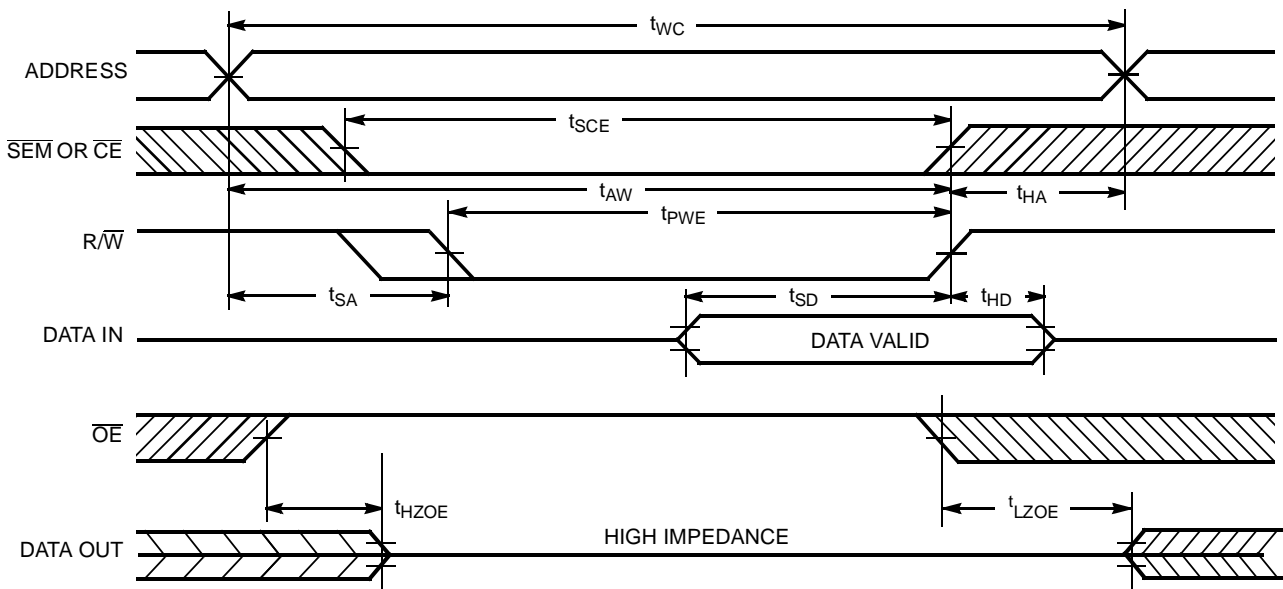 tWC
ADDRESS
tSCE
SEM OR CE
tAW
tHA
tPWE
R/W
tSA
tSD
tHD
DATA IN
DATA VALID
OE
tHZOE
tLZOE
HIGH IMPEDANCE
DATA OUT